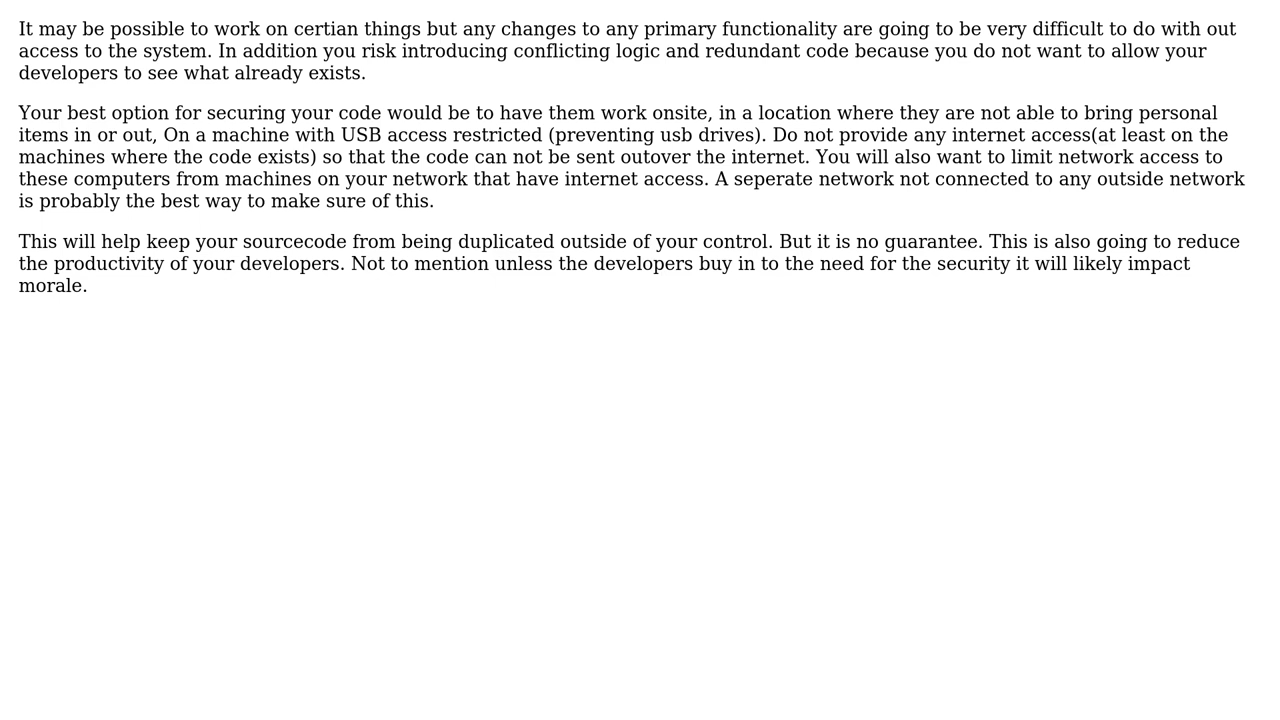 It may be possible to work on certian things but any changes to any primary functionality are going to be very difficult to do with out
access to the system. In addition you risk introducing conflicting logic and redundant code because you do not want to allow your
developers to see what already exists.
Your best option for securing your code would be to have them work onsite, in a location where they are not able to bring personal
items in or out, On a machine with USB access restricted (preventing usb drives). Do not provide any internet access(at least on the
machines where the code exists) so that the code can not be sent outover the internet. You will also want to limit network access to
these computers from machines on your network that have internet access. A seperate network not connected to any outside network
is probably the best way to make sure of this.
This will help keep your sourcecode from being duplicated outside of your control. But it is no guarantee. This is also going to reduce
the productivity of your developers. Not to mention unless the developers buy in to the need for the security it will likely impact
morale.